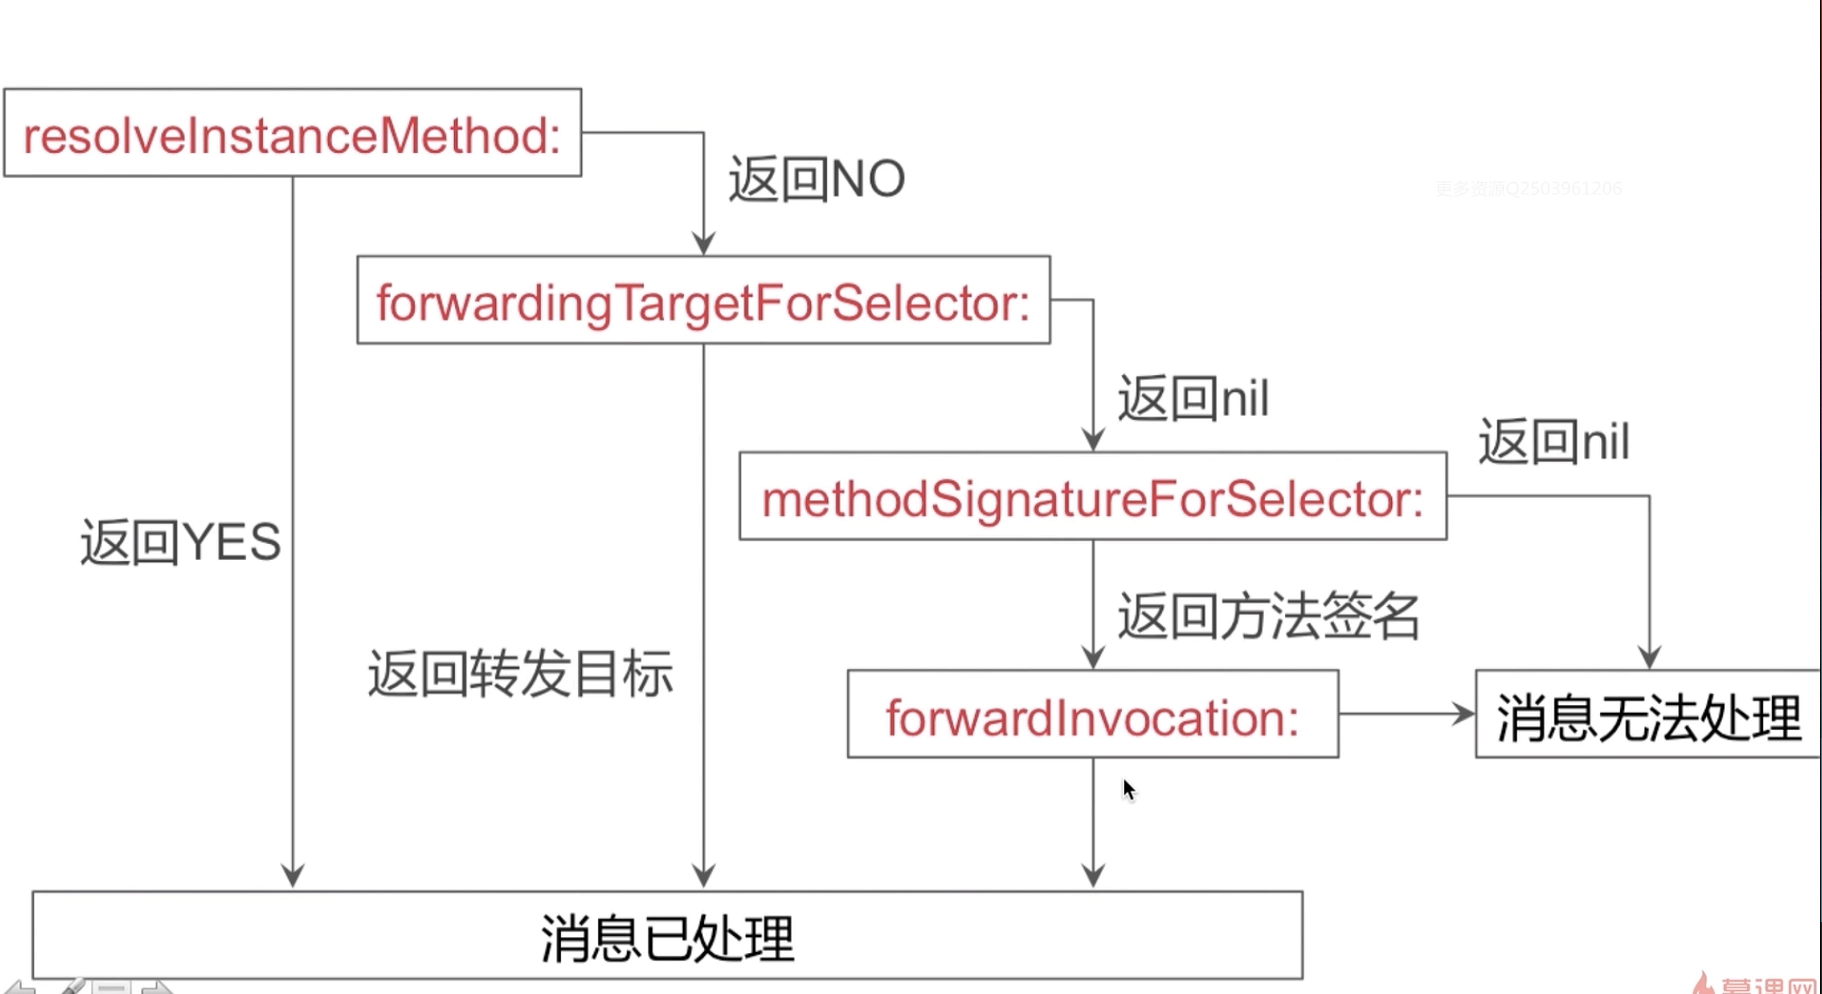 resolveInstanceMethod:
返回NO
更多资源Q2503961206
forwardingTargetForSelector:
返回nil
返回nil
methodSignatureForSelector:
返回YES
返回方法签名
返回转发目标
forwardInvocation:
消息无法处理
消息已处理
慕课网